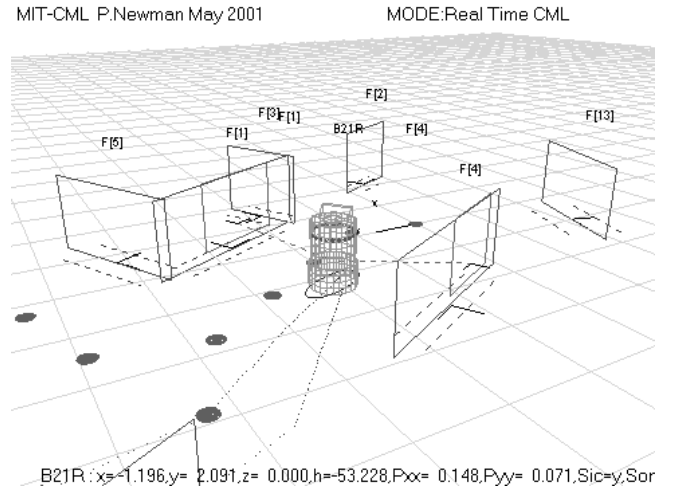 MIT-CML P.Newman May 2001 MODE:Real Time CML
F[2]
F[3] F[1] F[13]
F[1] B21R F[4]
F[5]
F[4]
x
B21R : x= -1.196,y= 2.091,z= 0.000,h=-53.228,Pxx= 0.148,Pyy= 0.071,Sic=y,Sor